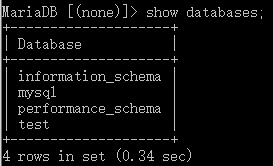 MariaDB [(none)]> show databases;
+--------------------+
| Database           |
+--------------------+
| information_schema |
| mysql              |
| performance_schema |
| test               |
+--------------------+
4 rows in set (0.34 sec)